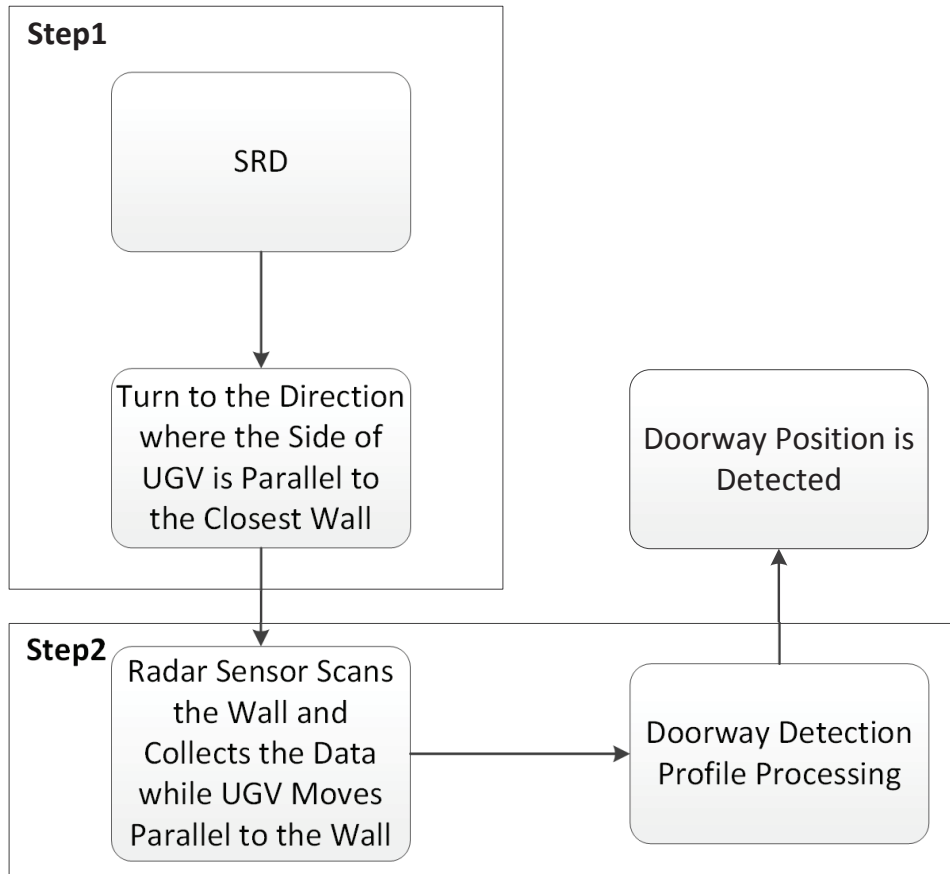 Step1
SRD
Turn to the Direction
where the Side of
UGV is Parallel to
the Closest Wall
Step2
Radar Sensor Scans
the Wall and
Collects the Data
while UGV Moves
Parallel to the Wall
Doorway Detection
Profile Processing
Doorway Position is
Detected